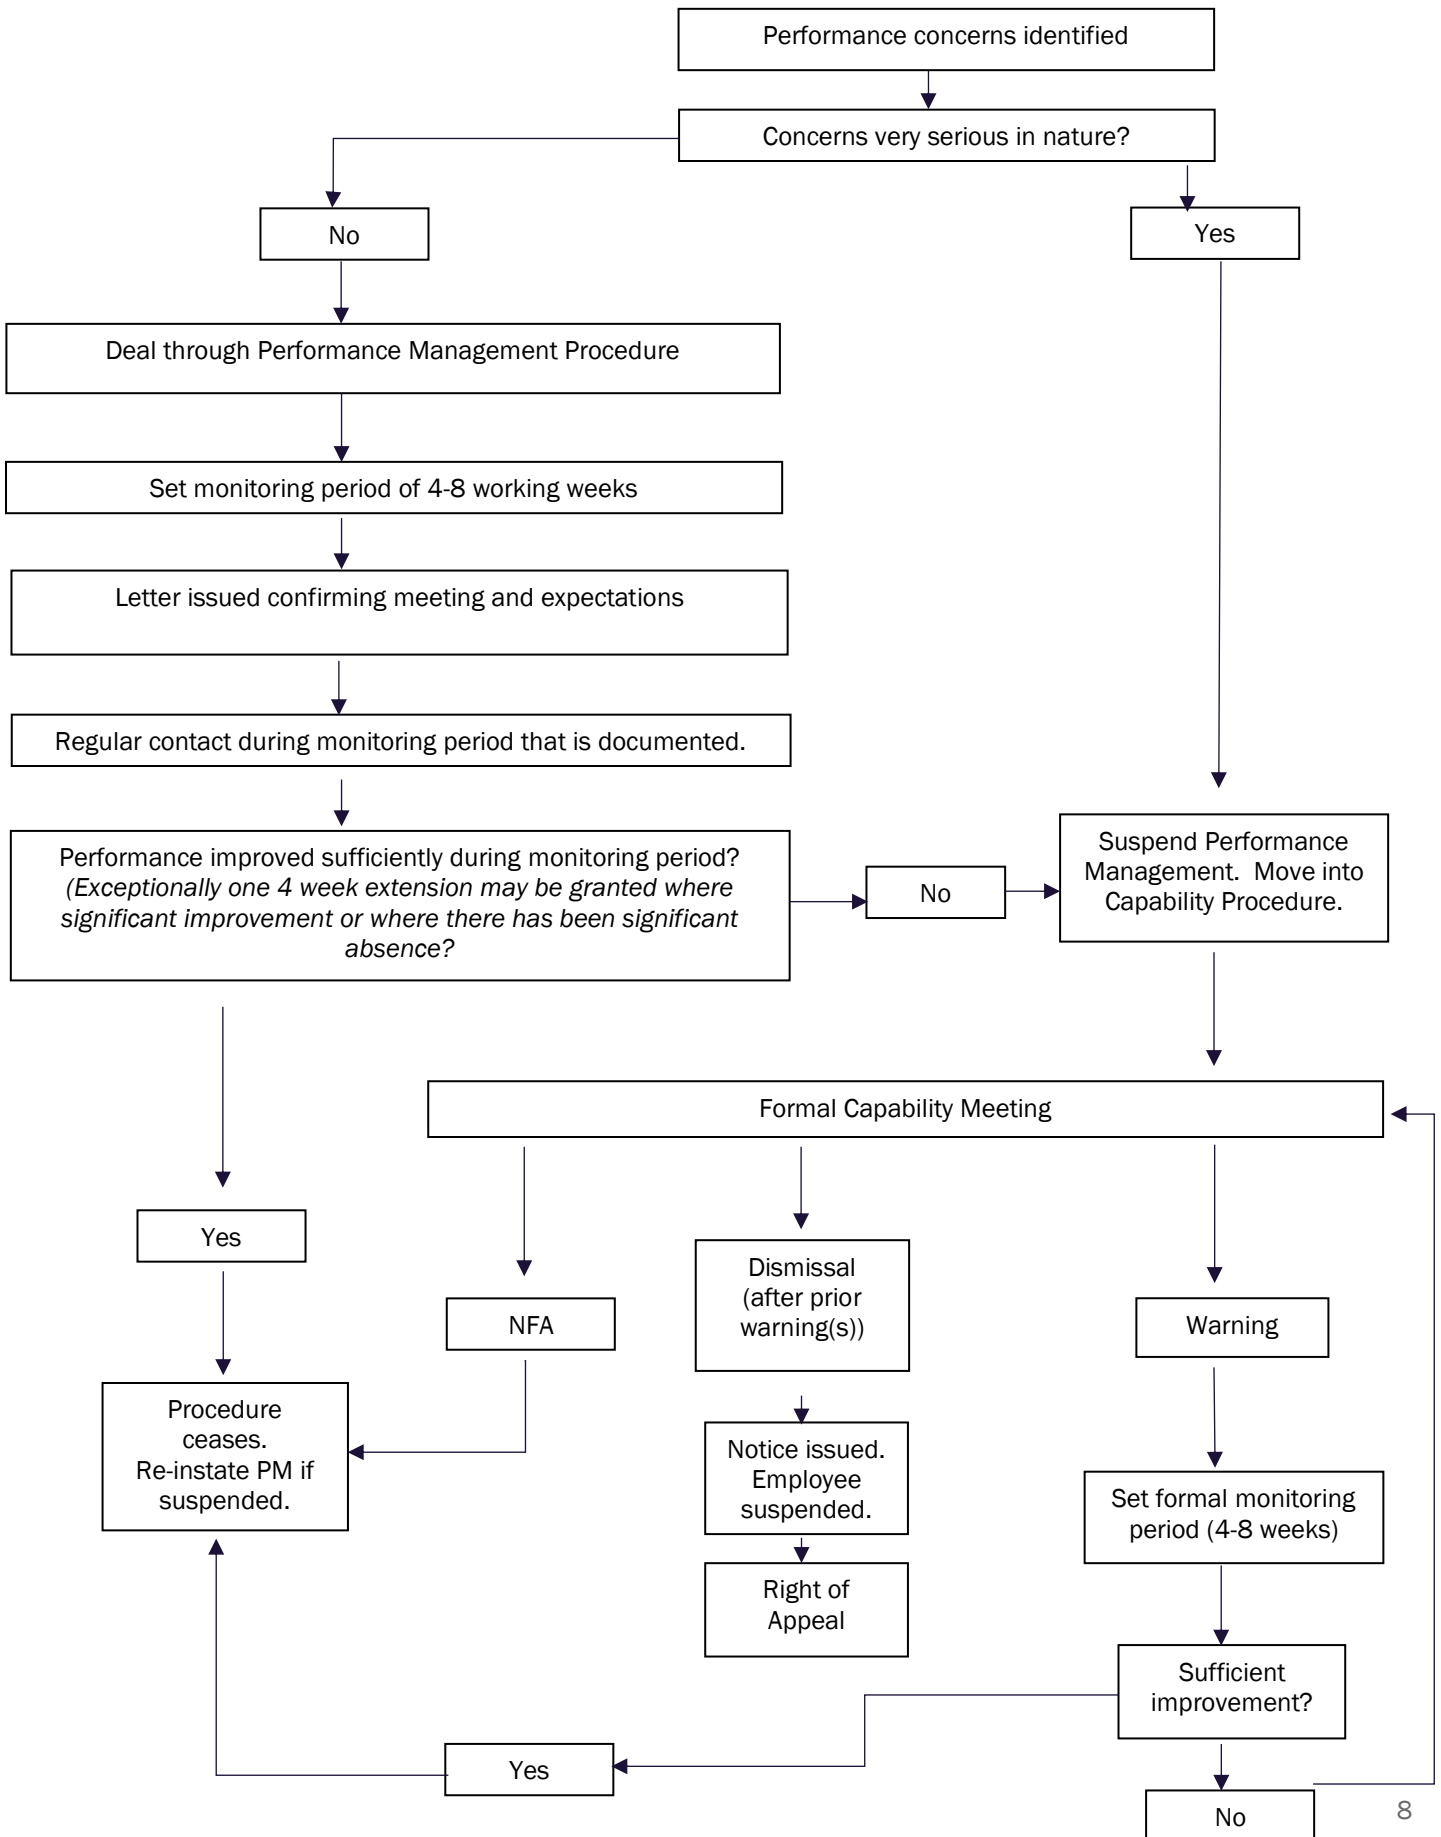 Performance concerns identified
Concerns very serious in nature?
No
Yes
Deal through Performance Management Procedure
Set monitoring period of 4-8 working weeks
Letter issued confirming meeting and expectations
Regular contact during monitoring period that is documented.
Performance improved sufficiently during monitoring period?
(Exceptionally one 4 week extension may be granted where
significant improvement or where there has been significant
absence?
No
Suspend Performance
Management.  Move into
Capability Procedure.
Formal Capability Meeting
Yes
NFA
Dismissal
(after prior
warning(s))
Warning
Procedure
ceases.
Re-instate PM if
suspended.
Notice issued.
Employee
suspended.
Set formal monitoring
period (4-8 weeks)
Right of
Appeal
Sufficient
improvement?
Yes
No
8